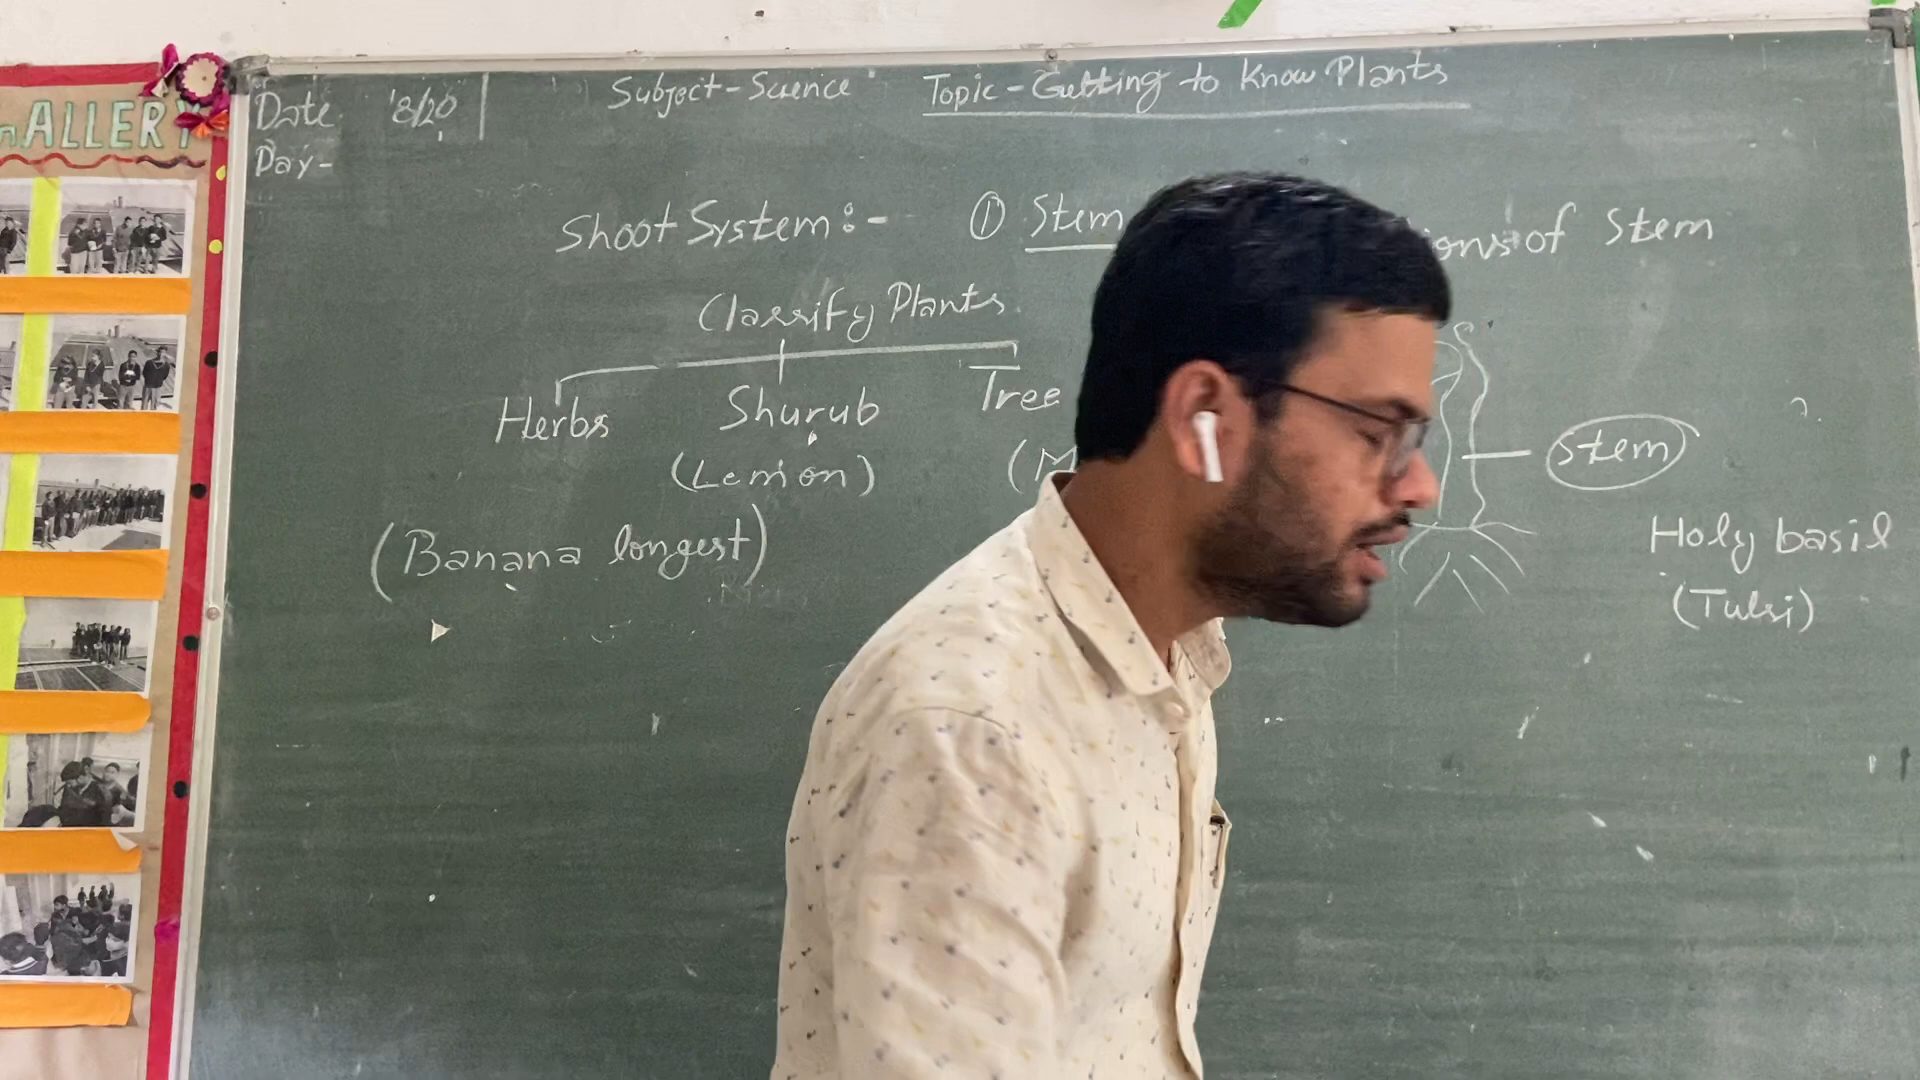 ALLERY
Date 8/20
Day-
Subject-Science
Topic-Getting to Know Plants
Shoot System:-
① Stem
ions of Stem
Classify Plants
Herbs
Shurub
Tree
(Lemon)
(M
(Banana longest)
Stem
Holy basil
(Tulsi)